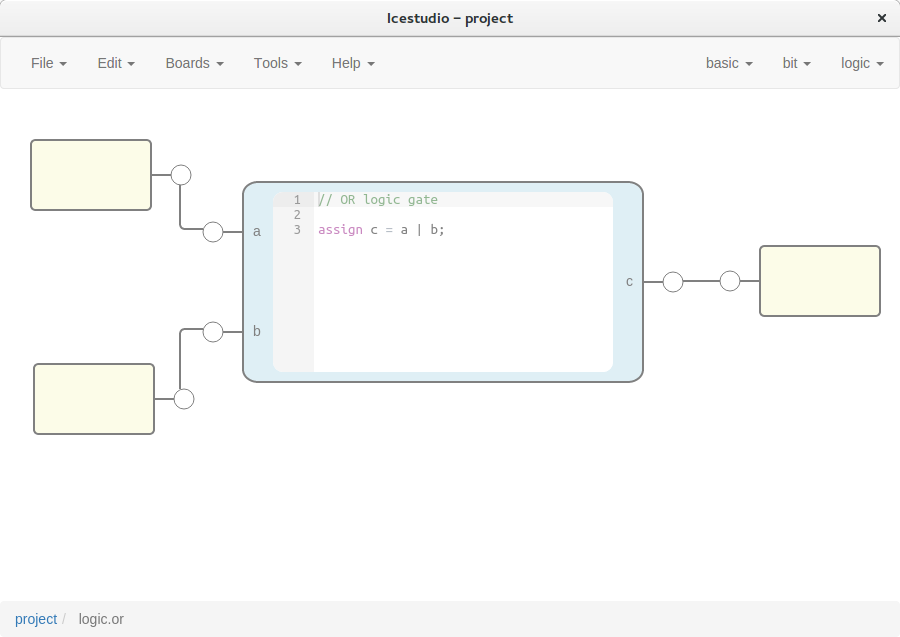 Icestudio – project ×
File Edit Boards Tools Help basic bit logic
1 // OR logic gate
2
3 assign c = a | b;
a
b
c
project / logic.or